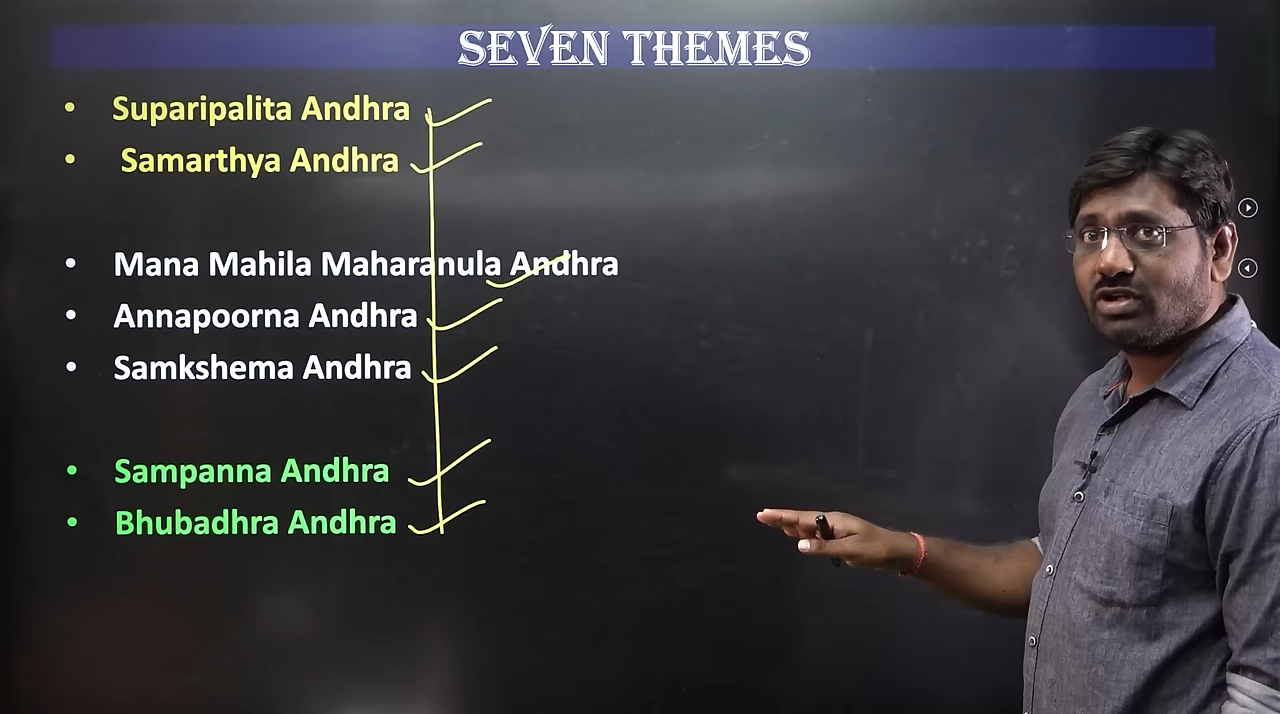 SEVEN THEMES
• Suparipalita Andhra
• Samarthya Andhra
• Mana Mahila Maharanula Andhra
• Annapoorna Andhra
• Samkshema Andhra
• Sampanna Andhra
• Bhubadhra Andhra